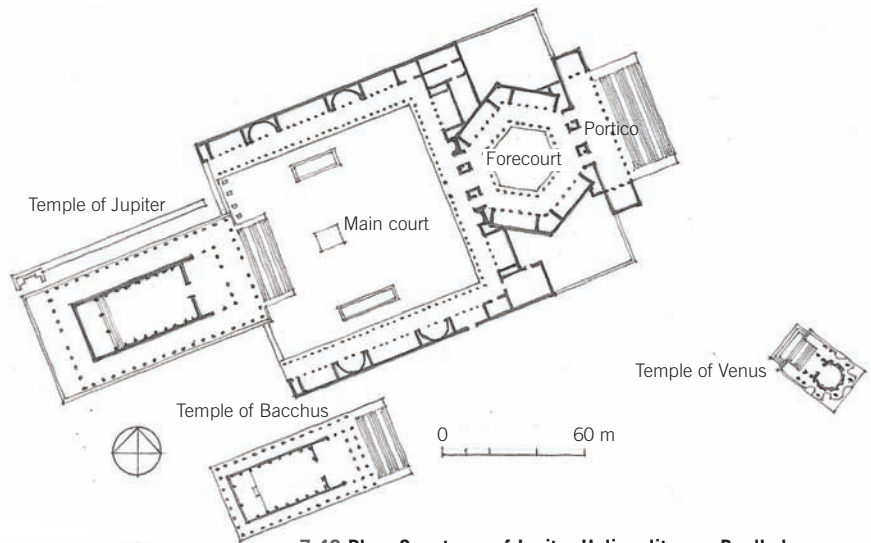 Portico
Forecourt
Temple of Jupiter
Main court
Temple of Venus
Temple of Bacchus
0 60 m